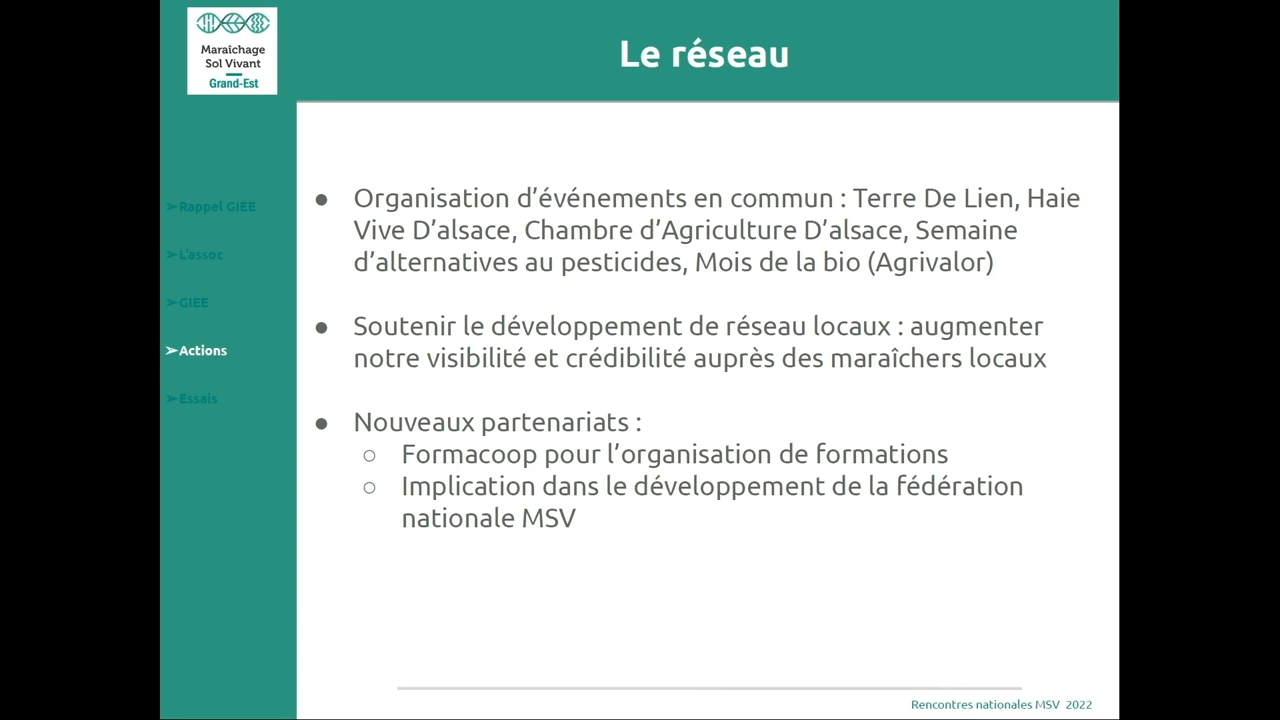 Maraîchage
Sol Vivant
Grand-Est
Le réseau
➢Rappel GIEE
➢L'assoc
➢GIEE
➢Actions
➢Essais
● Organisation d’événements en commun : Terre De Lien, Haie
Vive D’alsace, Chambre d’Agriculture D’alsace, Semaine
d’alternatives au pesticides, Mois de la bio (Agrivalor)
● Soutenir le développement de réseau locaux : augmenter
notre visibilité et crédibilité auprès des maraîchers locaux
● Nouveaux partenariats :
○ Formacoop pour l’organisation de formations
○ Implication dans le développement de la fédération
nationale MSV
Rencontres nationales MSV 2022